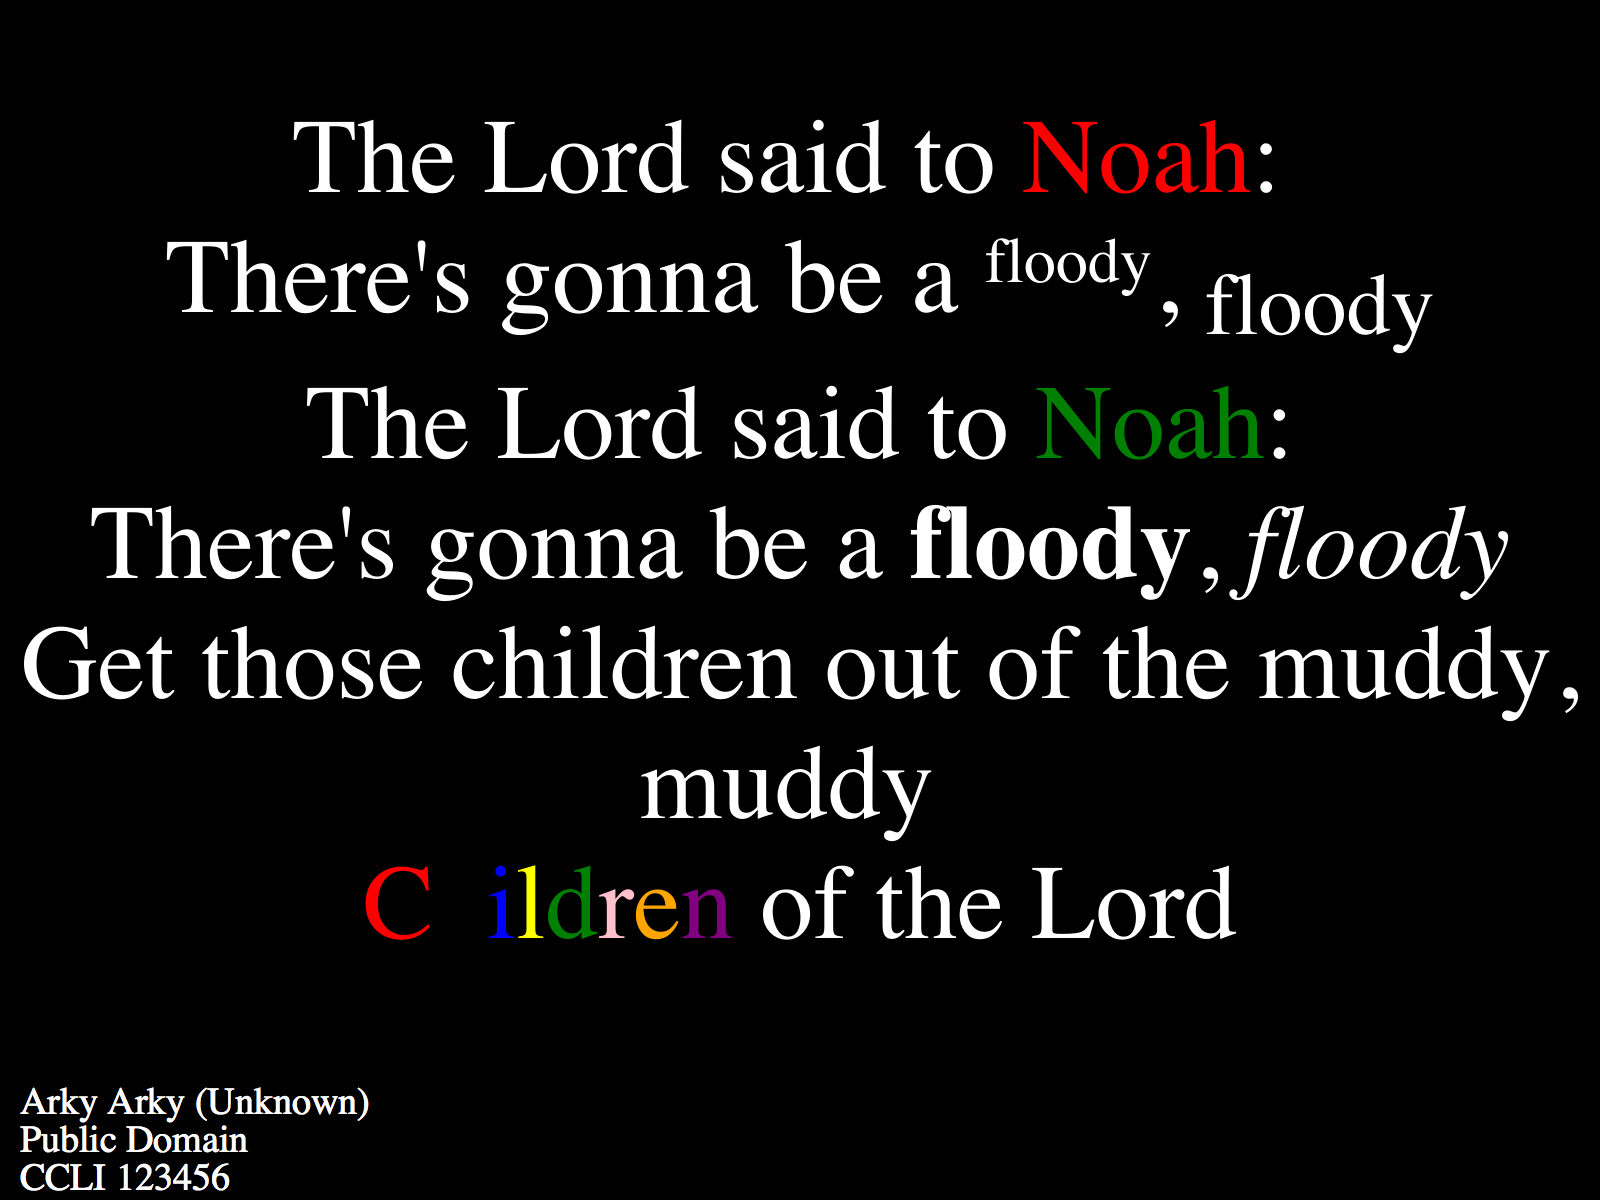 The Lord said to Noah:
There's gonna be a floody, floody
The Lord said to Noah:
There's gonna be a floody, floody
Get those children out of the muddy,
muddy
C ildren of the Lord
Arky Arky (Unknown)
Public Domain
CCLI 123456